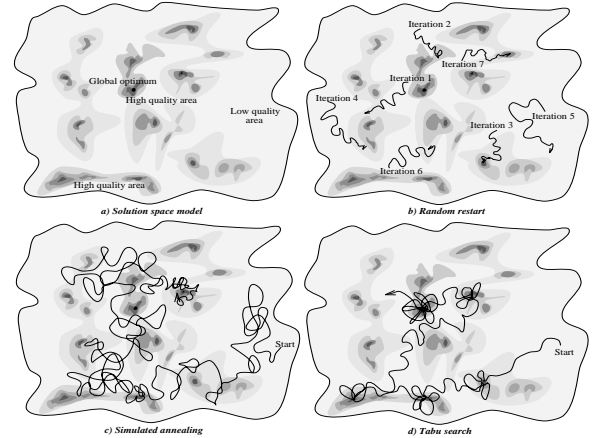 Global optimum
High quality area
Low quality
area
High quality area
a) Solution space model
Iteration 2
Iteration 7
Iteration 1
Iteration 4
Iteration 5
Iteration 3
Iteration 6
b) Random restart
Start
c) Simulated annealing
Start
d) Tabu search